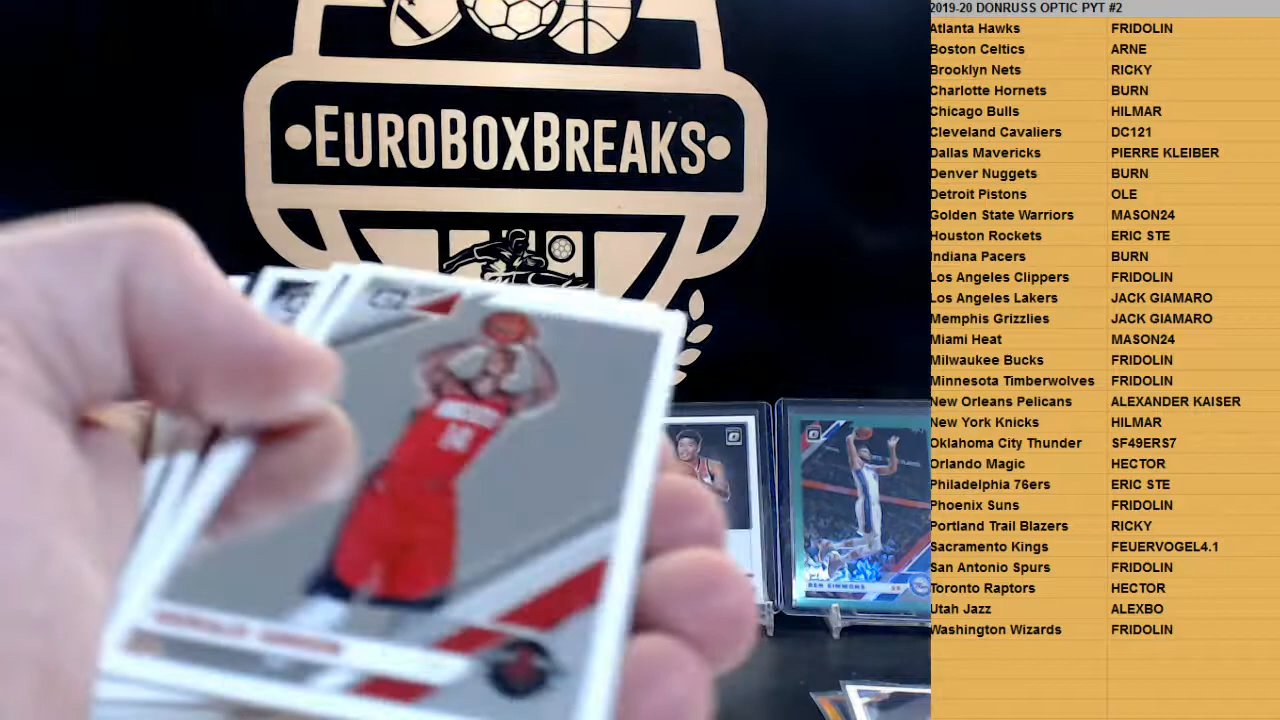 2019-20 DONRUSS OPTIC PYT #2
Atlanta Hawks FRIDOLIN
Boston Celtics ARNE
Brooklyn Nets RICKY
Charlotte Hornets BURN
Chicago Bulls HILMAR
Cleveland Cavaliers DC121
Dallas Mavericks PIERRE KLEIBER
Denver Nuggets BURN
Detroit Pistons OLE
Golden State Warriors MASON24
Houston Rockets ERIC STE
Indiana Pacers BURN
Los Angeles Clippers FRIDOLIN
Los Angeles Lakers JACK GIAMARO
Memphis Grizzlies JACK GIAMARO
Miami Heat MASON24
Milwaukee Bucks FRIDOLIN
Minnesota Timberwolves FRIDOLIN
New Orleans Pelicans ALEXANDER KAISER
New York Knicks HILMAR
Oklahoma City Thunder SF49ERS7
Orlando Magic HECTOR
Philadelphia 76ers ERIC STE
Phoenix Suns FRIDOLIN
Portland Trail Blazers RICKY
Sacramento Kings FEUERVOGEL4.1
San Antonio Spurs FRIDOLIN
Toronto Raptors HECTOR
Utah Jazz ALEXBO
Washington Wizards FRIDOLIN
EUROBOXBREAKS
BEN SIMMONS